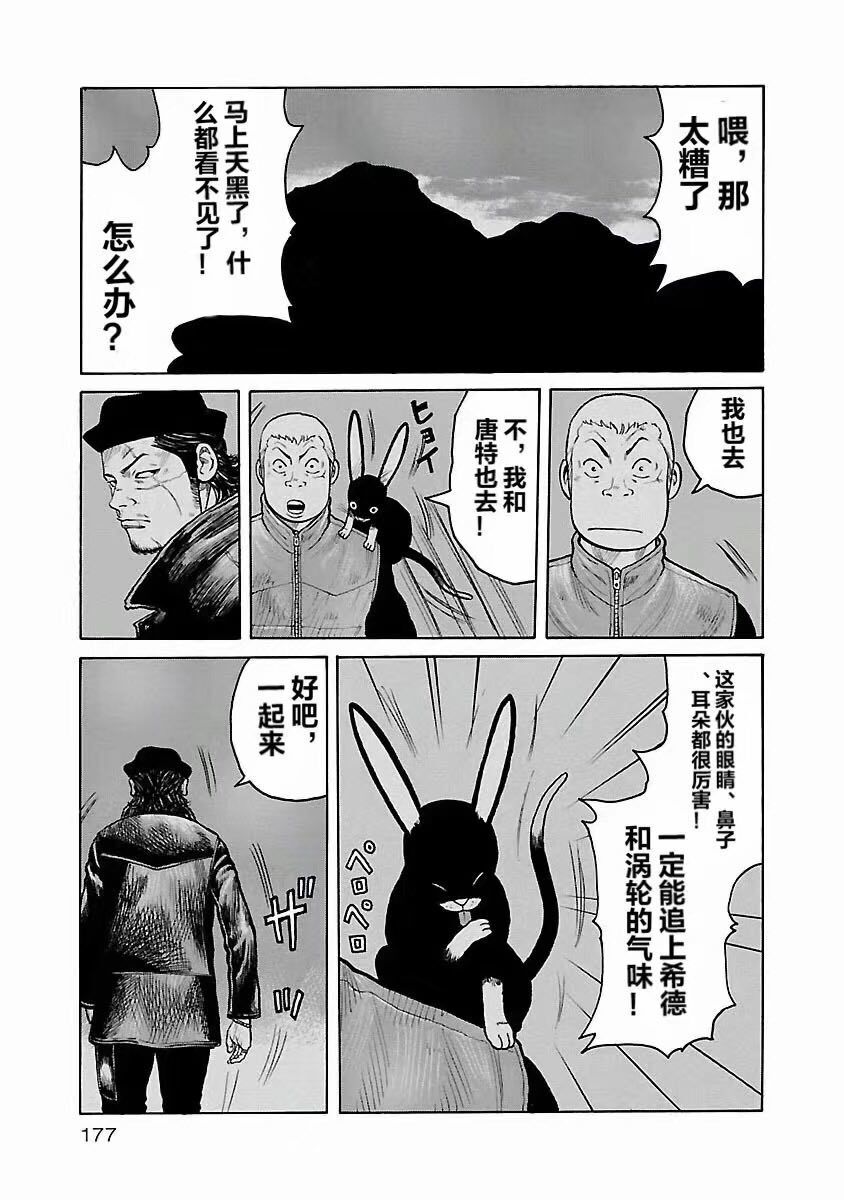 喂，那
太糟了
马上天黑了，什
么都看不见了！
怎么办？
我也去
不，我和
唐特也去！
ヒョイ
这家伙的眼睛、鼻子
、耳朵都很厉害！
一定能追上希德
和涡轮的气味！
ペロ
ペロ
好吧，
一起来
ザッ
177